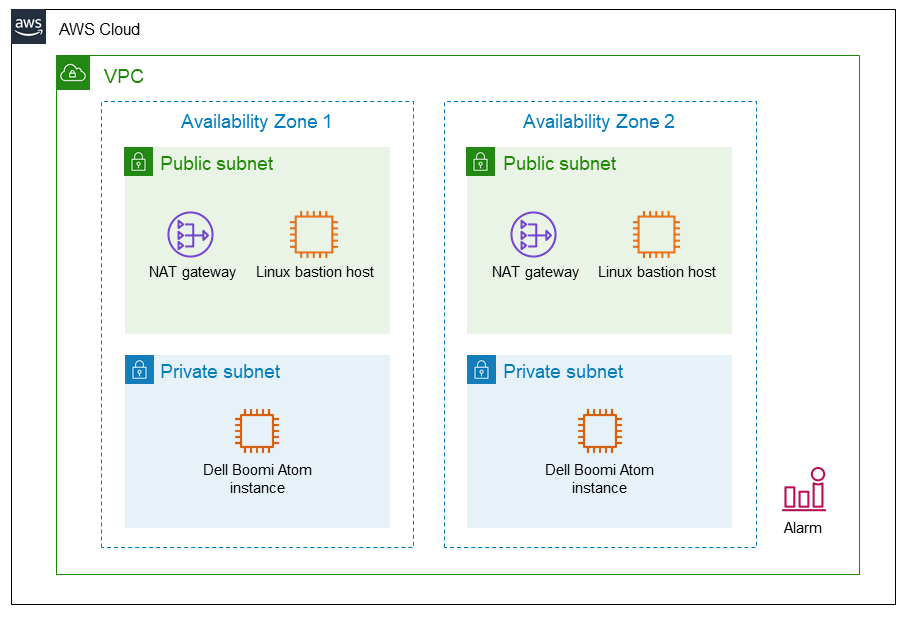 aws
AWS Cloud
VPC
Availability Zone 1
Public subnet
NAT gateway
Linux bastion host
Private subnet
Dell Boomi Atom
instance
Availability Zone 2
Public subnet
NAT gateway
Linux bastion host
Private subnet
Dell Boomi Atom
instance
Alarm